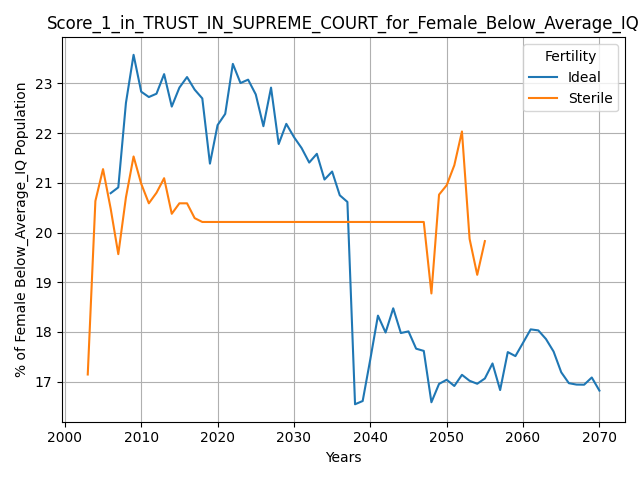 Score_1_in_TRUST_IN_SUPREME_COURT_for_Female_Below_Average_IQ
Fertility
Ideal
Sterile
% of Female Below_Average_IQ Population
23
22
21
20
19
18
17
2000
2010
2020
2030
2040
2050
2060
2070
Years